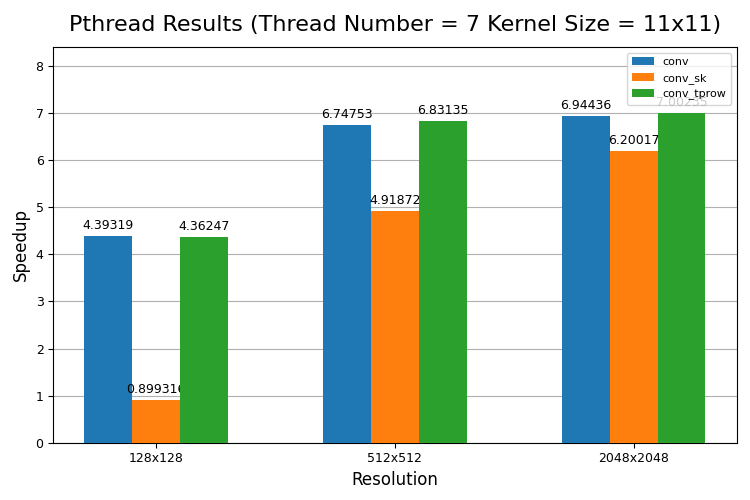 Pthread Results (Thread Number = 7 Kernel Size = 11x11)
conv
conv_sk
conv_tprow
8
7
6
5
4
3
2
1
0
4.39319
0.899316
4.36247
6.74753
4.91872
6.83135
6.94436
6.20017
7.00235
128x128
512x512
2048x2048
Speedup
Resolution